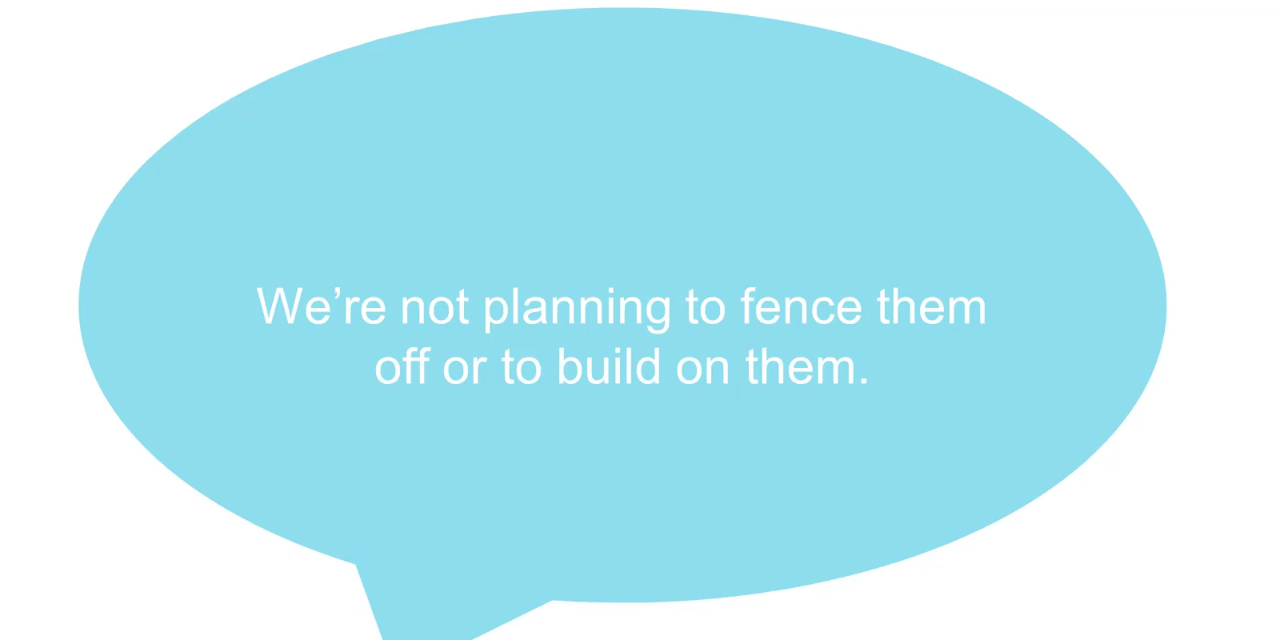 We’re not planning to fence them
off or to build on them.